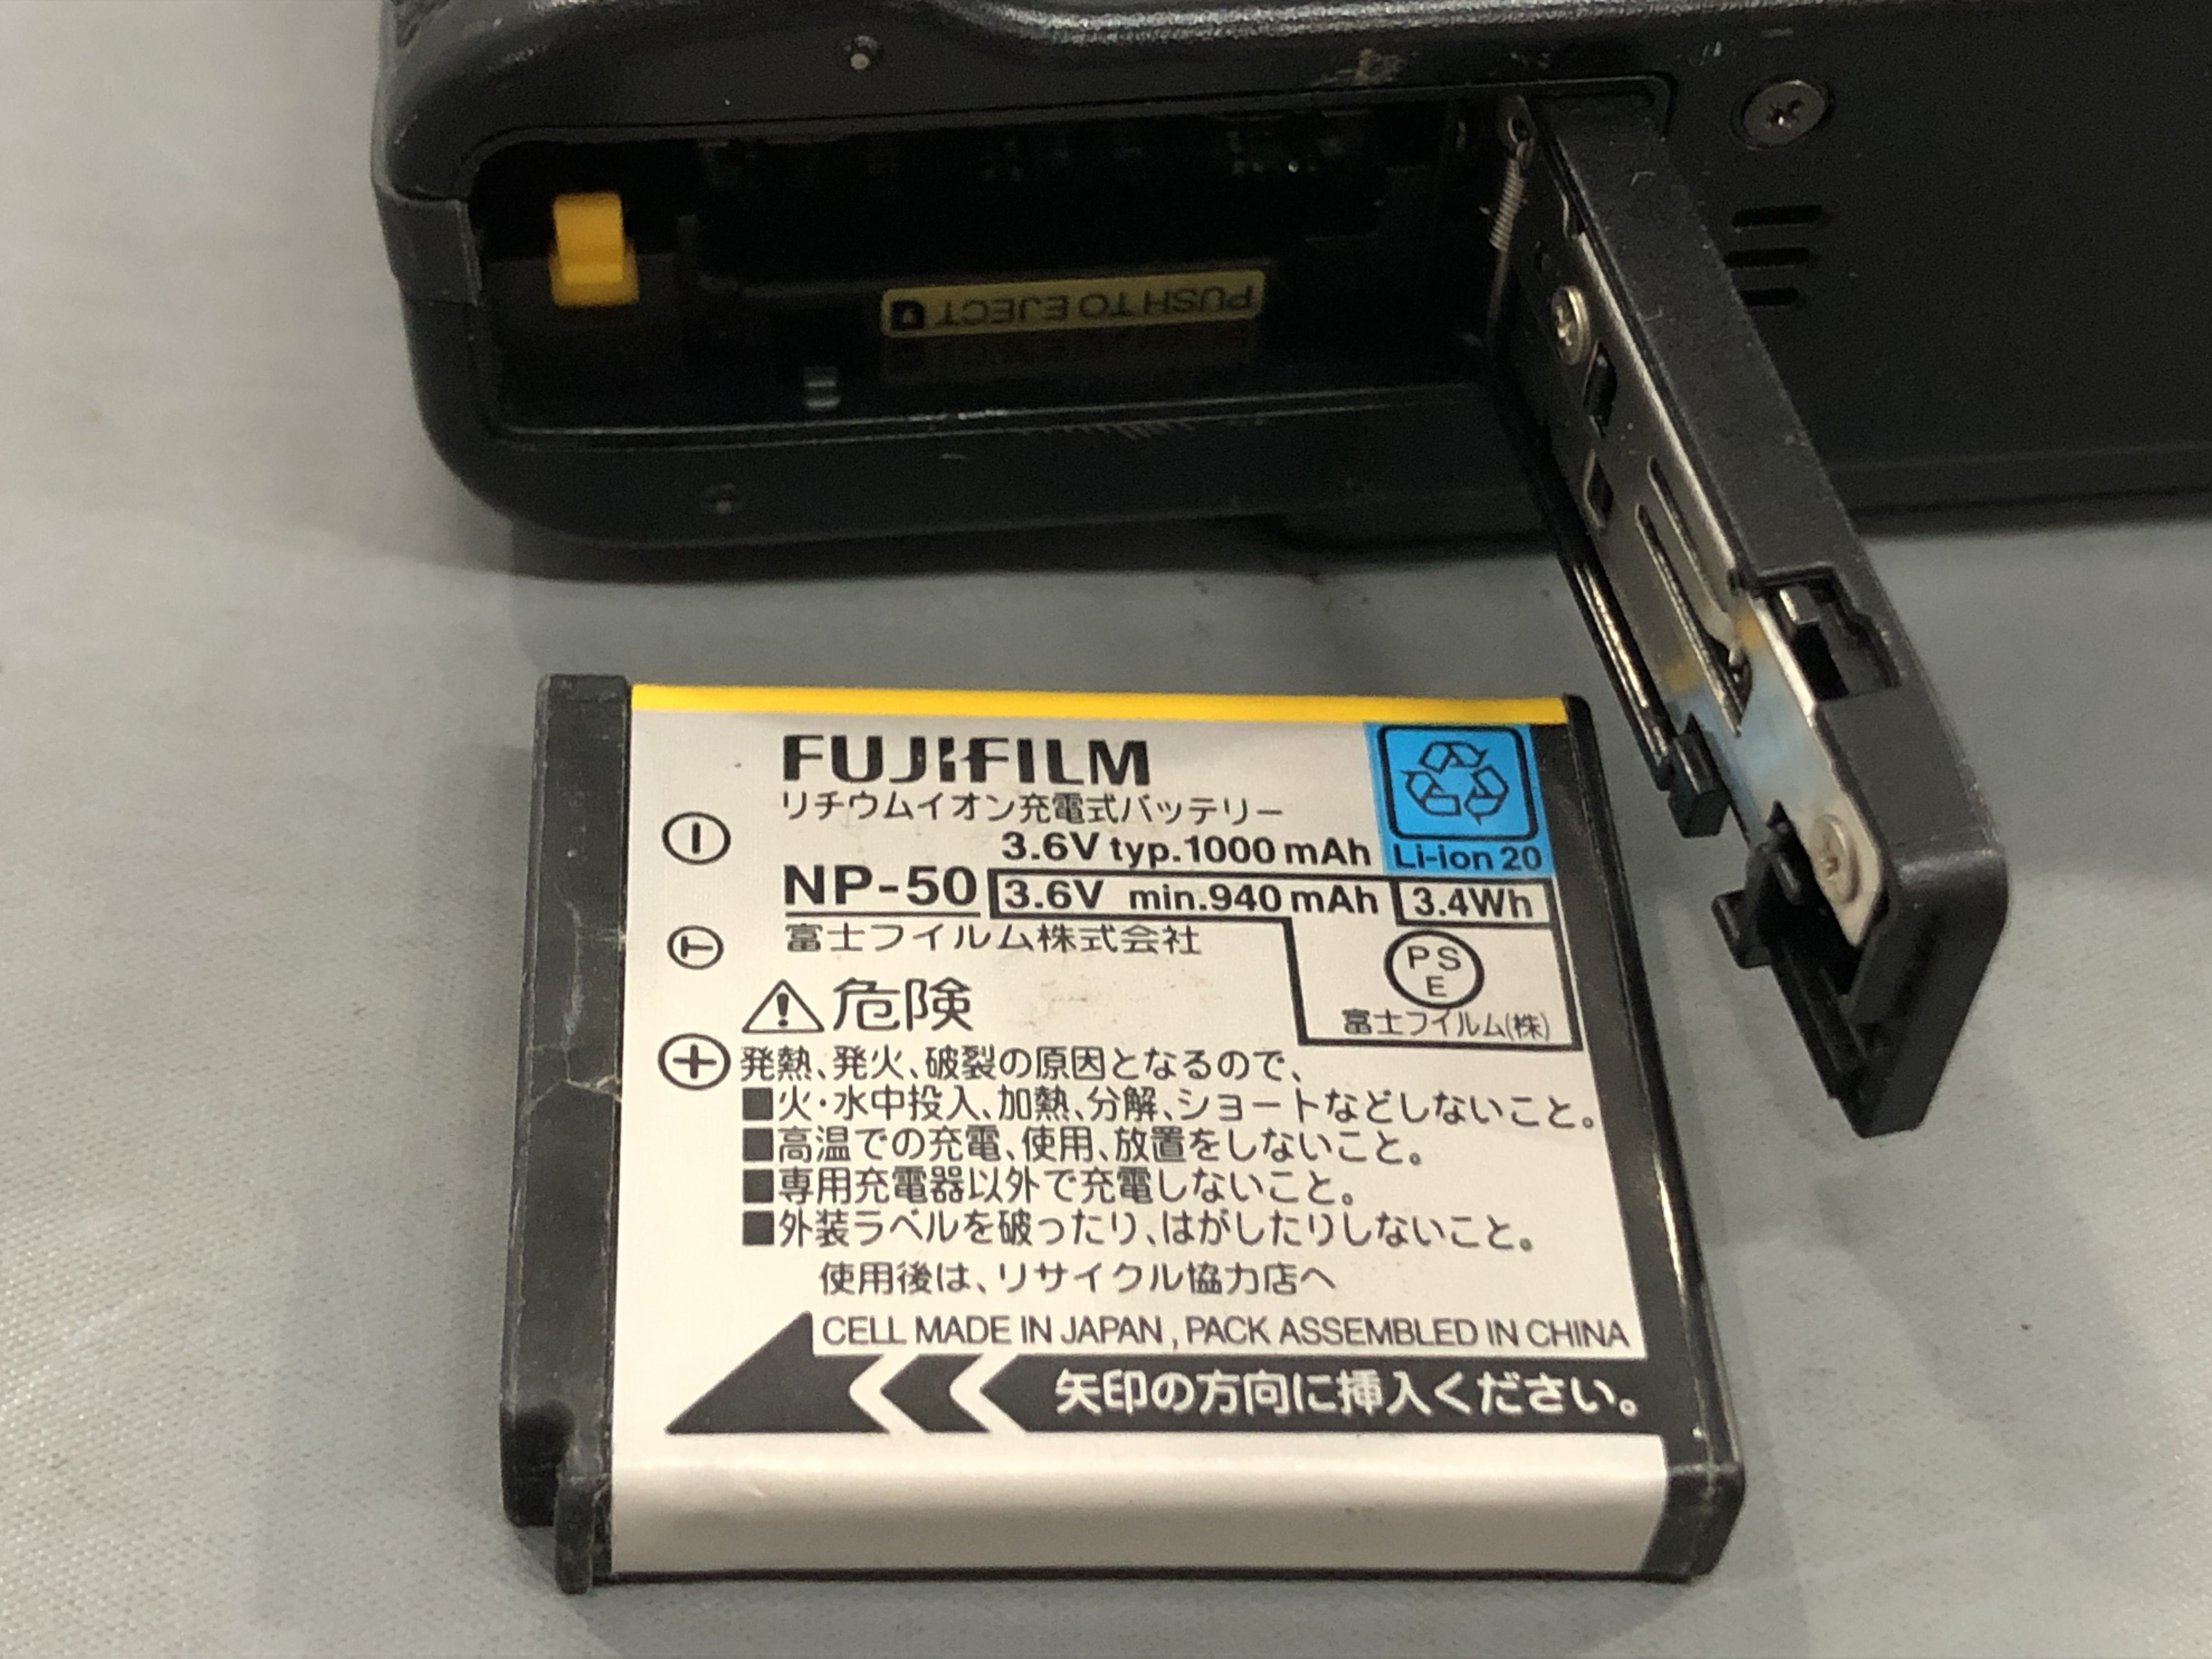 PUSH TO EJECT
FUJIFILM
リチウムイオン充電式バッテリー
3.6V typ.1000 mAh
Li-ion 20
NP-50 3.6V min.940 mAh 3.4Wh
富士フイルム株式会社
PS
E
富士フイルム(株)
⚠危険
発熱、発火、破裂の原因となるので、
■火・水中投入、加熱、分解、ショートなどしないこと。
■高温での充電、使用、放置をしないこと。
■専用充電器以外で充電しないこと。
■外装ラベルを破ったり、はがしたりしないこと。
使用後は、リサイクル協力店へ
CELL MADE IN JAPAN , PACK ASSEMBLED IN CHINA
矢印の方向に挿入ください。
− T +